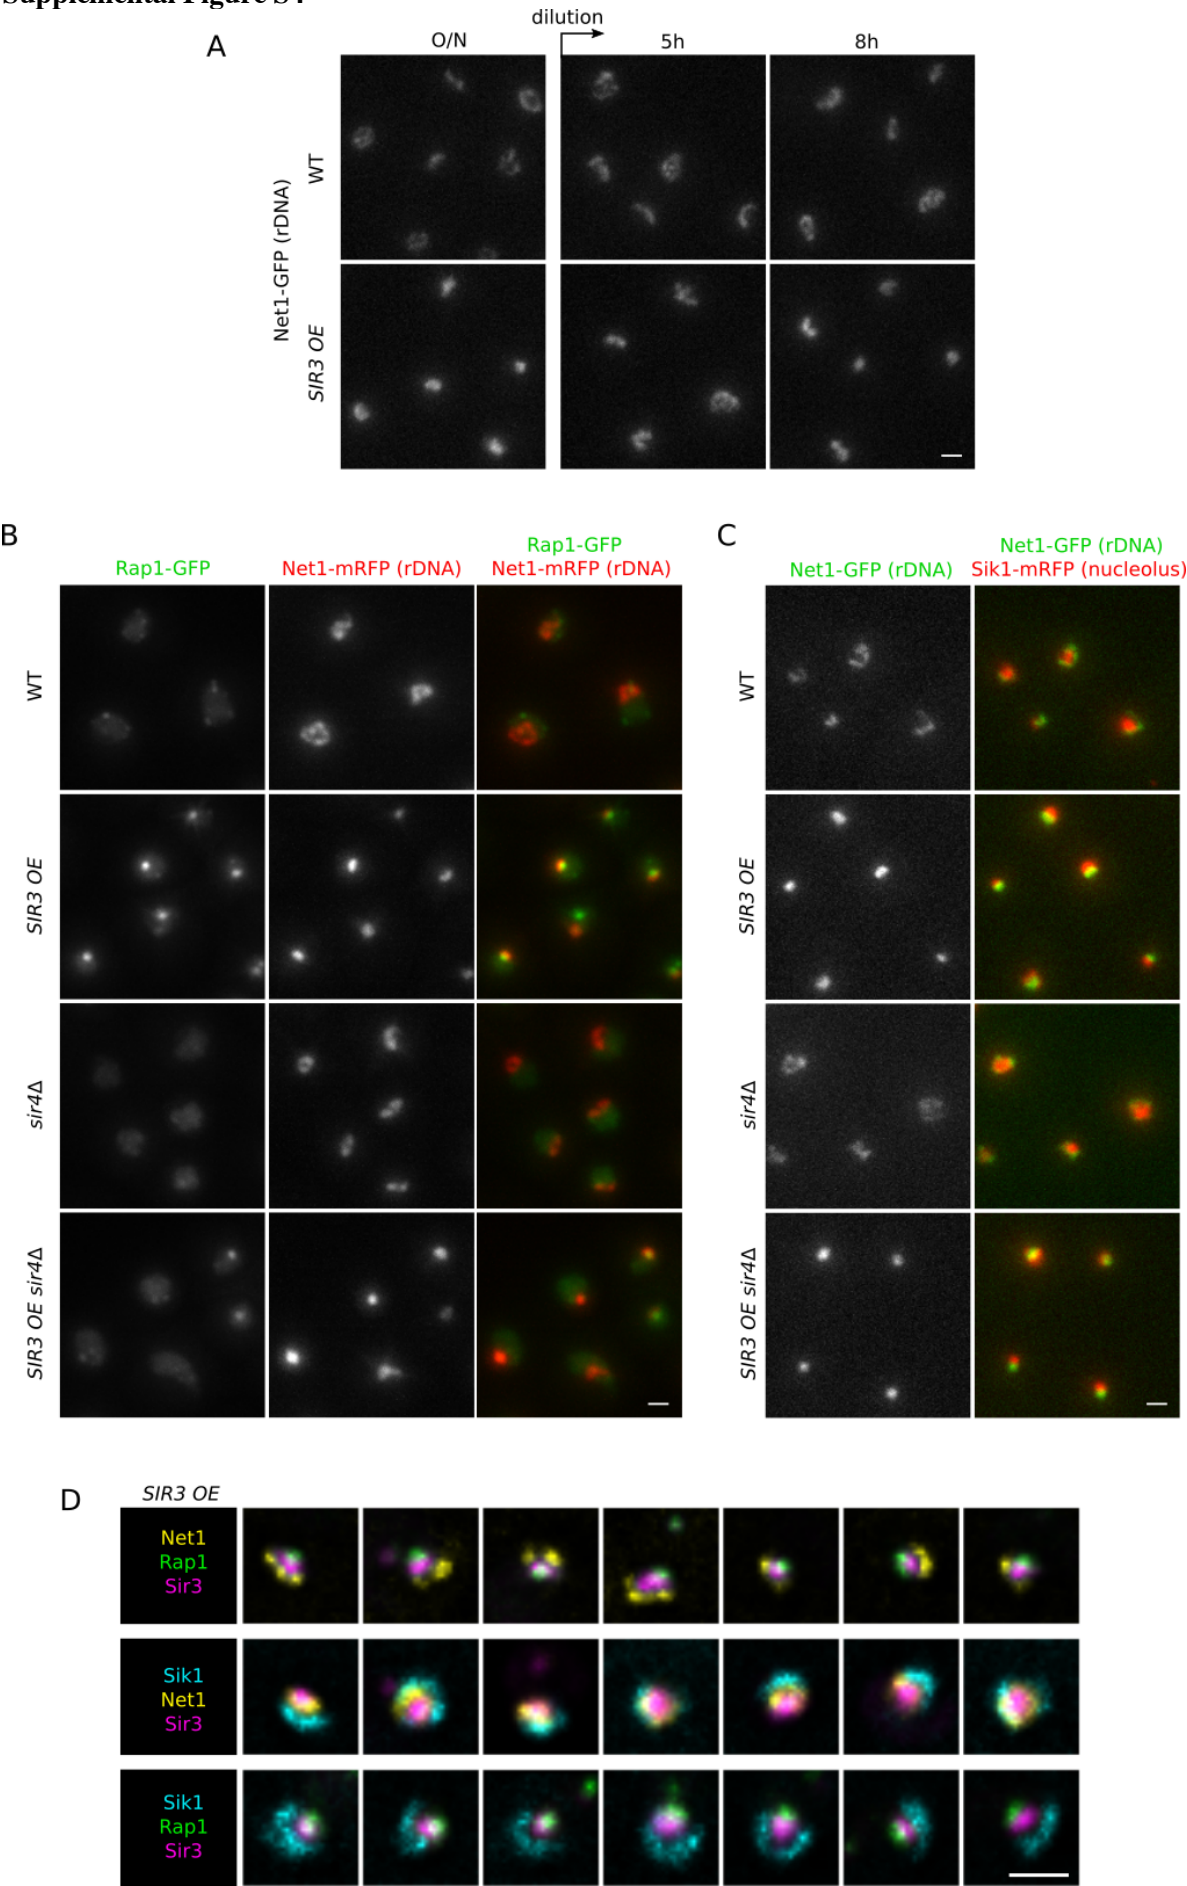 Supplemental Figure S4
A
dilution
O/N
5h
8h
Net1-GFP (rDNA)
WT
SIR3 OE
B
Rap1-GFP
Net1-mRFP (rDNA)
Rap1-GFP
Net1-mRFP (rDNA)
WT
SIR3 OE
sir4Δ
SIR3 OE sir4Δ
C
Net1-GFP (rDNA)
Net1-GFP (rDNA)
Sik1-mRFP (nucleolus)
WT
SIR3 OE
sir4Δ
SIR3 OE sir4Δ
D
SIR3 OE
Net1
Rap1
Sir3
Sik1
Net1
Sir3
Sik1
Rap1
Sir3